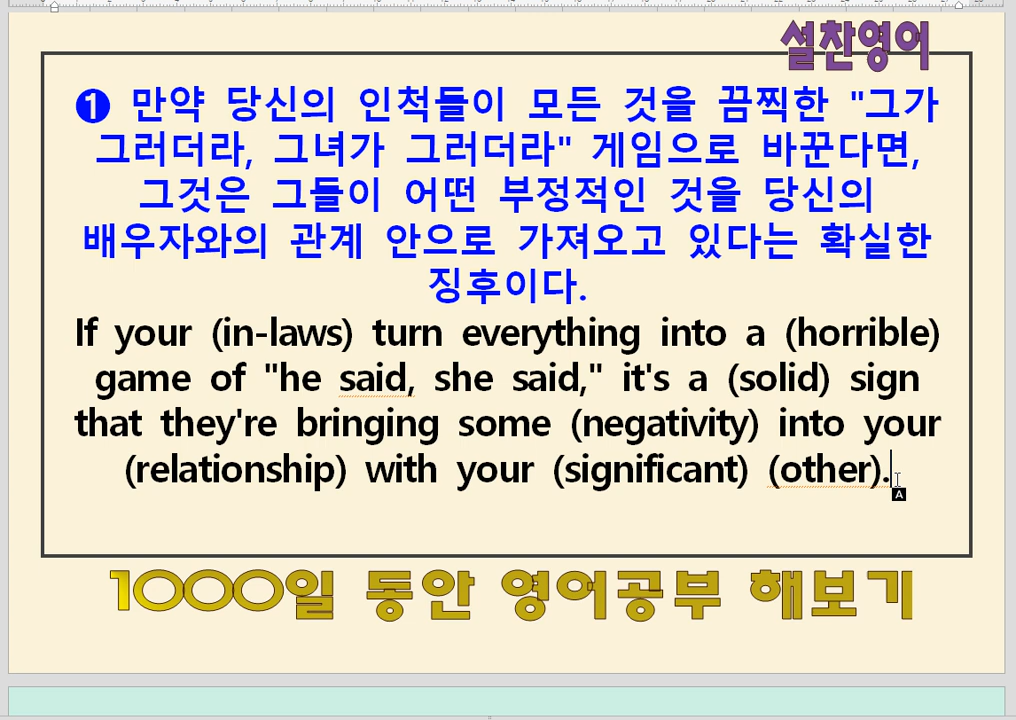 설찬영어
❶ 만약 당신의 인척들이 모든 것을 끔찍한 "그가
그러더라, 그녀가 그러더라" 게임으로 바꾼다면,
그것은 그들이 어떤 부정적인 것을 당신의
배우자와의 관계 안으로 가져오고 있다는 확실한
징후이다.
If your (in-laws) turn everything into a (horrible)
game of "he said, she said," it's a (solid) sign
that they're bringing some (negativity) into your
(relationship) with your (significant) (other).
A
1000일 동안 영어공부 해보기